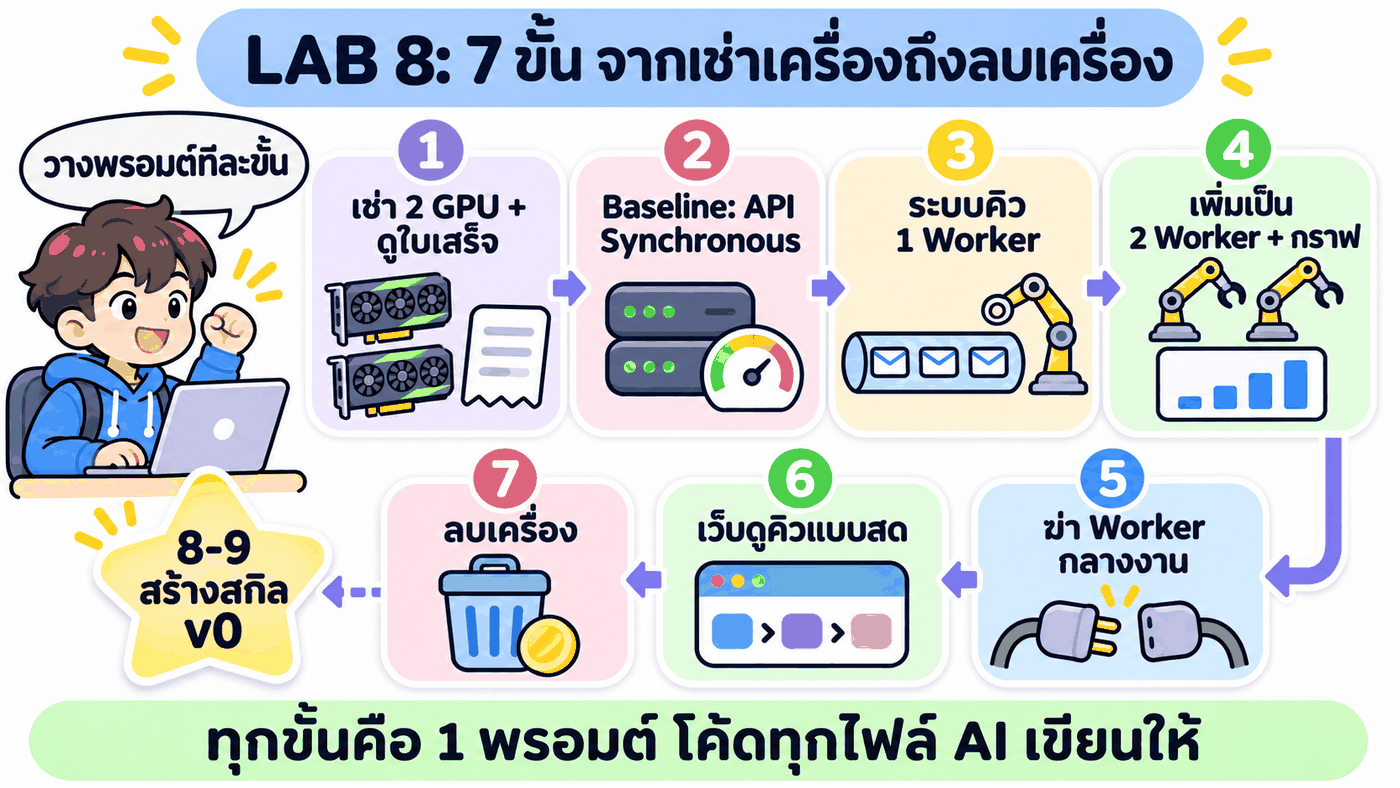 LAB 8: 7 ขั้น จากเช่าเครื่องถึงลบเครื่อง
วางพรอมต์ทีละขั้น
1
เช่า 2 GPU +
ดูใบเสร็จ
2
Baseline: API
Synchronous
3
ระบบคิว
1 Worker
4
เพิ่มเป็น
2 Worker + กราฟ
5
ฆ่า Worker
กลางงาน
6
เว็บดูคิวแบบสด
7
ลบเครื่อง
8-9
สร้างสกิล
v0
ทุกขั้นคือ 1 พรอมต์ โค้ดทุกไฟล์ AI เขียนให้